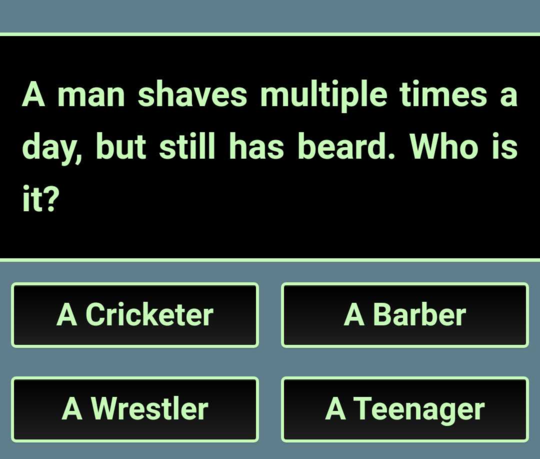 A man shaves multiple times a
day, but still has beard. Who is
it?
A Cricketer
A Barber
A Wrestler
A Teenager